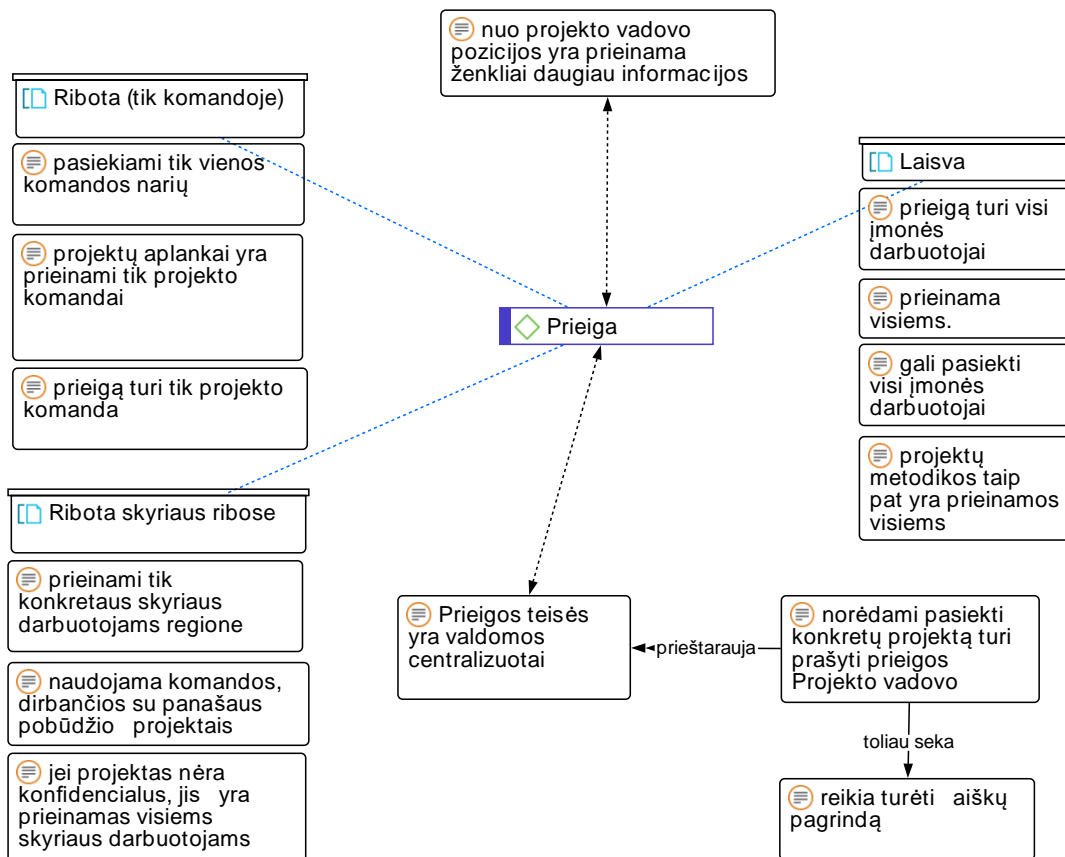 nuo projekto vadovo
pozicijos yra prieinama
ženkliai daugiau informacijos
Ribota (tik komandoje)
pasiekiami tik vienos
komandos narių
projektų aplankai yra
prieinami tik projekto
komandai
prieigą turi tik projekto
komanda
Laisva
prieigą turi visi
įmonės
darbuotojai
prieinama
visiems.
gali pasiekti
visi įmonės
darbuotojai
projektų
metodikos taip
pat yra prieinamos
visiems
Prieiga
Ribota skyriaus ribose
prieinami tik
konkretaus skyriaus
darbuotojams regione
naudojama komandos,
dirbančios su panašaus
pobūdžio projektais
jei projektas nėra
konfidencialus, jis yra
prieinamas visiems
skyriaus darbuotojams
Prieigos teisės
yra valdomos
centralizuotai
prieštarauja
norėdami pasiekti
konkretų projektą turi
prašyti prieigos
Projekto vadovo
toliau seka
reikia turėti aiškų
pagrindą